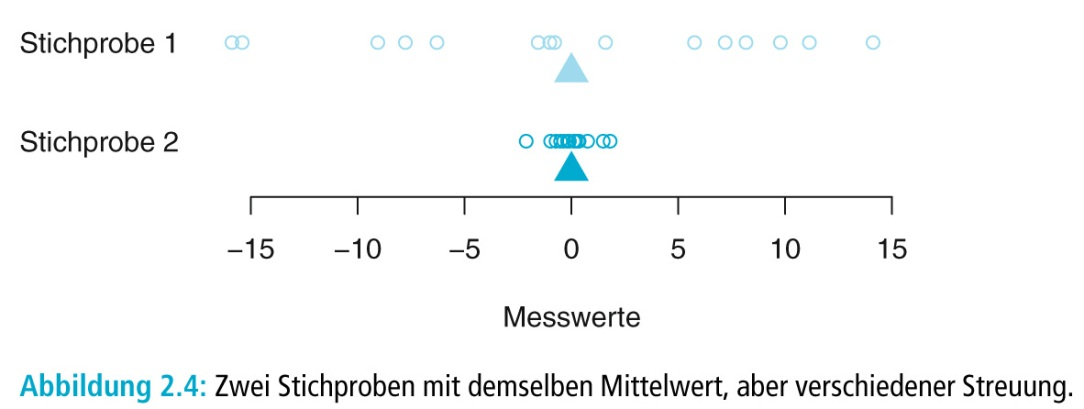 Stichprobe 1
Stichprobe 2
–15 –10 –5 0 5 10 15
Messwerte
Abbildung 2.4: Zwei Stichproben mit demselben Mittelwert, aber verschiedener Streuung.